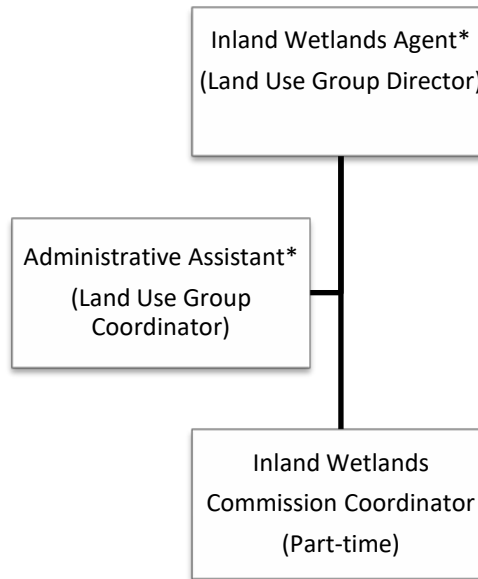 Inland Wetlands Agent*
(Land Use Group Director)
Administrative Assistant*
(Land Use Group
Coordinator)
Inland Wetlands
Commission Coordinator
(Part-time)